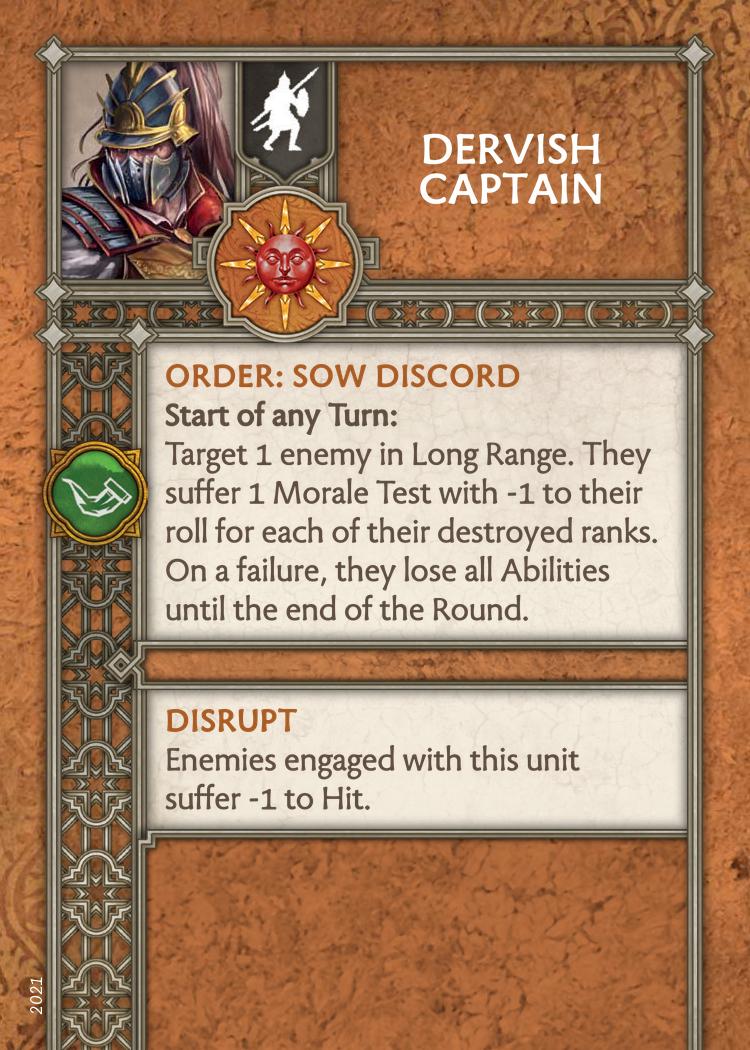 DERVISH
CAPTAIN
ORDER: SOW DISCORD
Start of any Turn:
Target 1 enemy in Long Range. They
suffer 1 Morale Test with -1 to their
roll for each of their destroyed ranks.
On a failure, they lose all Abilities
until the end of the Round.
DISRUPT
Enemies engaged with this unit
suffer -1 to Hit.
2021